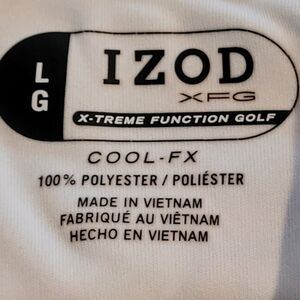 LG
IZOD
XFG
X-TREME FUNCTION GOLF
COOL-FX
100% POLYESTER / POLIÉSTER
MADE IN VIETNAM
FABRIQUÉ AU VIÊTNAM
HECHO EN VIETNAM